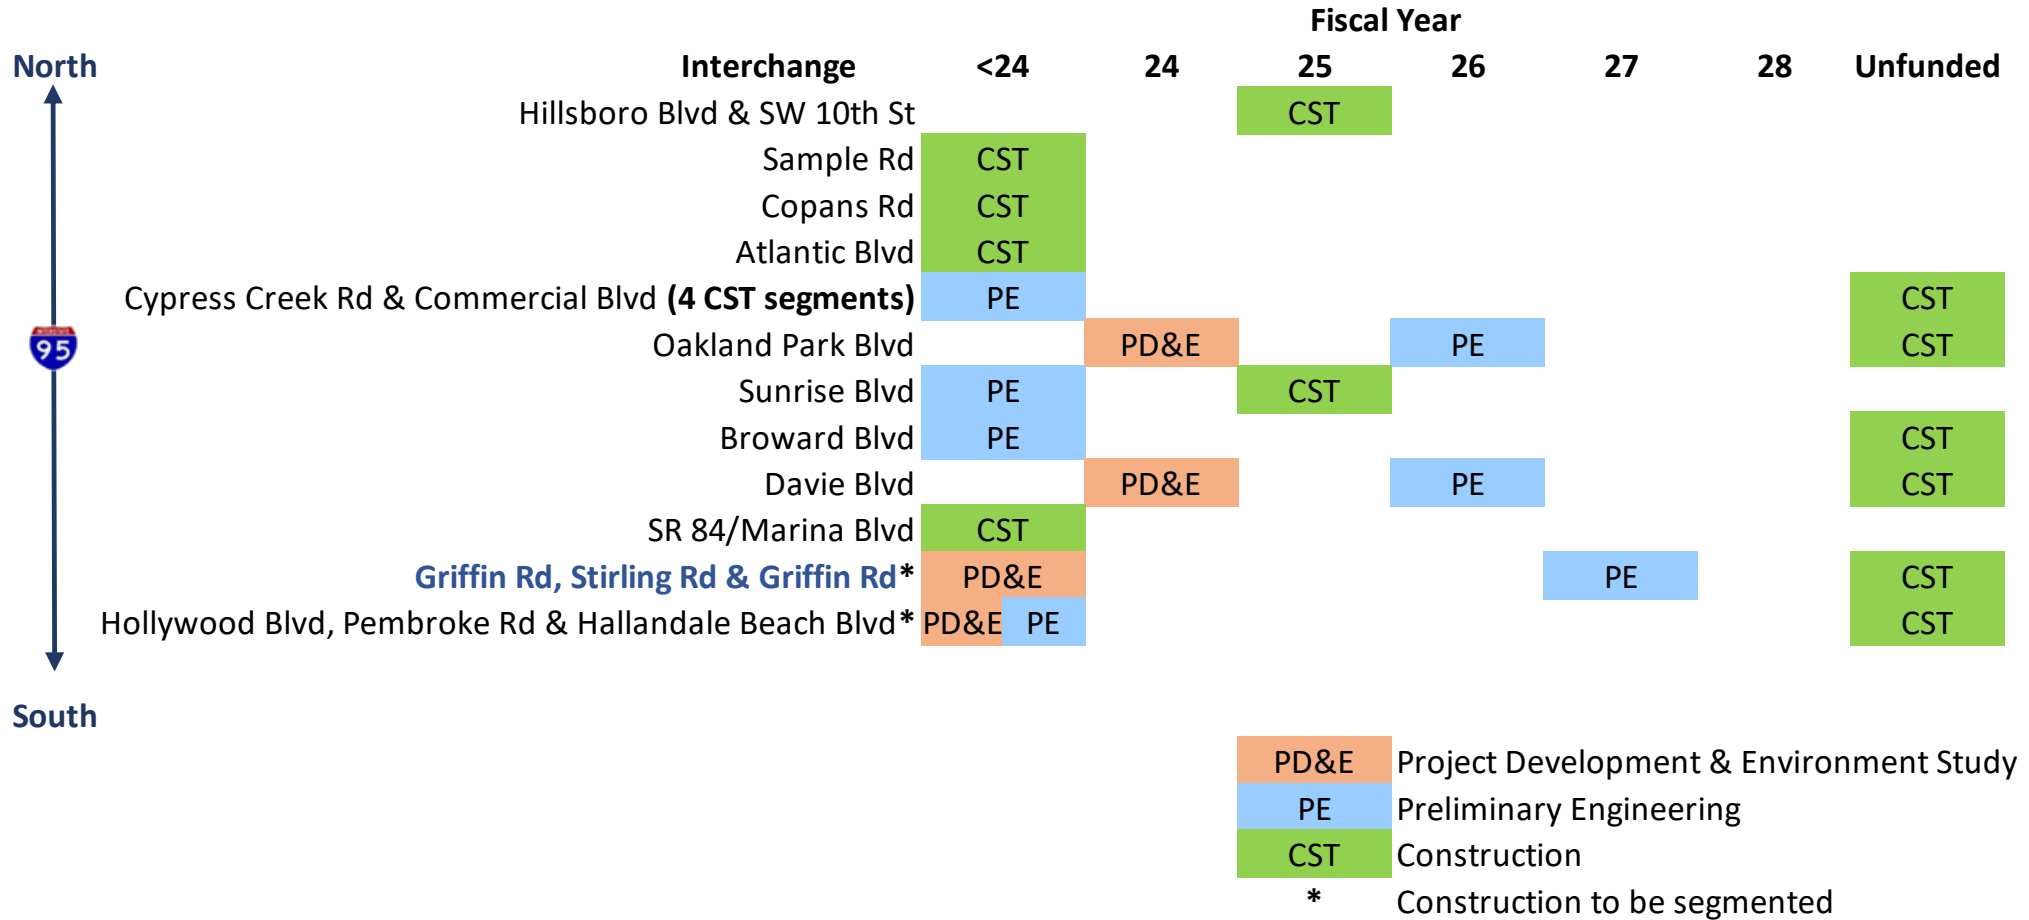 Fiscal Year
North Interchange <24 24 25 26 27 28 Unfunded
Hillsboro Blvd & SW 10th St CST
Sample Rd CST
Copans Rd CST
Atlantic Blvd CST
Cypress Creek Rd & Commercial Blvd (4 CST segments) PE CST
INTERSTATE
95
Oakland Park Blvd PD&E PE CST
Sunrise Blvd PE CST
Broward Blvd PE CST
Davie Blvd PD&E PE CST
SR 84/Marina Blvd CST
Griffin Rd, Stirling Rd & Griffin Rd* PD&E PE CST
Hollywood Blvd, Pembroke Rd & Hallandale Beach Blvd* PD&E PE CST
South
PD&E Project Development & Environment Study
PE Preliminary Engineering
CST Construction
* Construction to be segmented